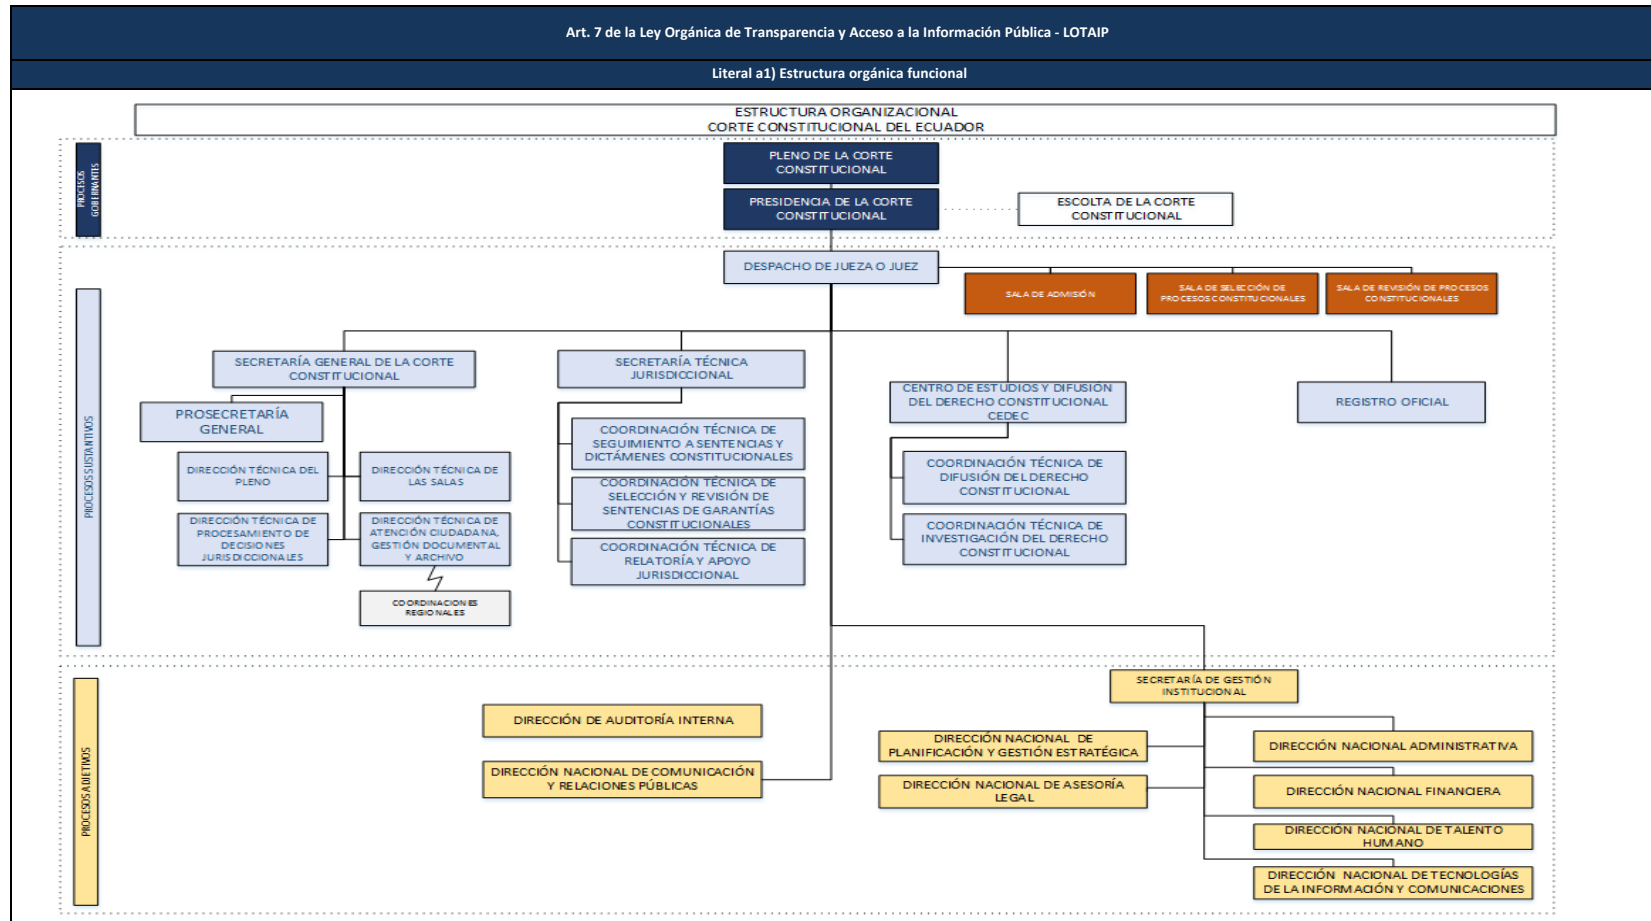 Art. 7 de la Ley Orgánica de Transparencia y Acceso a la Información Pública - LOTAIP
Literal a1) Estructura orgánica funcional
ESTRUCTURA ORGANIZACIONAL
CORTE CONSTITUCIONAL DEL ECUADOR
PROCESOS
GOBERNANTES
PLENO DE LA CORTE
CONSTITUCIONAL
PRESIDENCIA DE LA CORTE
CONSTITUCIONAL
ESCOLTA DE LA CORTE
CONSTITUCIONAL
PROCESOS SUSTANTIVOS
DESPACHO DE JUEZA O JUEZ
SALA DE ADMISIÓN
SALA DE SELECCIÓN DE
PROCESOS CONSTITUCIONALES
SALA DE REVISIÓN DE PROCESOS
CONSTITUCIONALES
SECRETARÍA GENERAL DE LA CORTE
CONSTITUCIONAL
PROSECRETARÍA
GENERAL
DIRECCIÓN TÉCNICA DEL
PLENO
DIRECCIÓN TÉCNICA DE
LAS SALAS
DIRECCIÓN TÉCNICA DE
PROCESAMIENTO DE
DECISIONES
JURISDICCIONALES
DIRECCIÓN TÉCNICA DE
ATENCIÓN CIUDADANA,
GESTIÓN DOCUMENTAL
Y ARCHIVO
COORDINACIONES
REGIONALES
SECRETARÍA TÉCNICA
JURISDICCIONAL
COORDINACIÓN TÉCNICA DE
SEGUIMIENTO A SENTENCIAS Y
DICTÁMENES CONSTITUCIONALES
COORDINACIÓN TÉCNICA DE
SELECCIÓN Y REVISIÓN DE
SENTENCIAS DE GARANTÍAS
CONSTITUCIONALES
COORDINACIÓN TÉCNICA DE
RELATORÍA Y APOYO
JURISDICCIONAL
CENTRO DE ESTUDIOS Y DIFUSIÓN
DEL DERECHO CONSTITUCIONAL
CEDEC
COORDINACIÓN TÉCNICA DE
DIFUSIÓN DEL DERECHO
CONSTITUCIONAL
COORDINACIÓN TÉCNICA DE
INVESTIGACIÓN DEL DERECHO
CONSTITUCIONAL
REGISTRO OFICIAL
PROCESOS ADJETIVOS
DIRECCIÓN DE AUDITORÍA INTERNA
DIRECCIÓN NACIONAL DE COMUNICACIÓN
Y RELACIONES PÚBLICAS
SECRETARÍA DE GESTIÓN
INSTITUCIONAL
DIRECCIÓN NACIONAL DE
PLANIFICACIÓN Y GESTIÓN ESTRATÉGICA
DIRECCIÓN NACIONAL DE ASESORÍA
LEGAL
DIRECCIÓN NACIONAL ADMINISTRATIVA
DIRECCIÓN NACIONAL FINANCIERA
DIRECCIÓN NACIONAL DE TALENTO
HUMANO
DIRECCIÓN NACIONAL DE TECNOLOGÍAS
DE LA INFORMACIÓN Y COMUNICACIONES